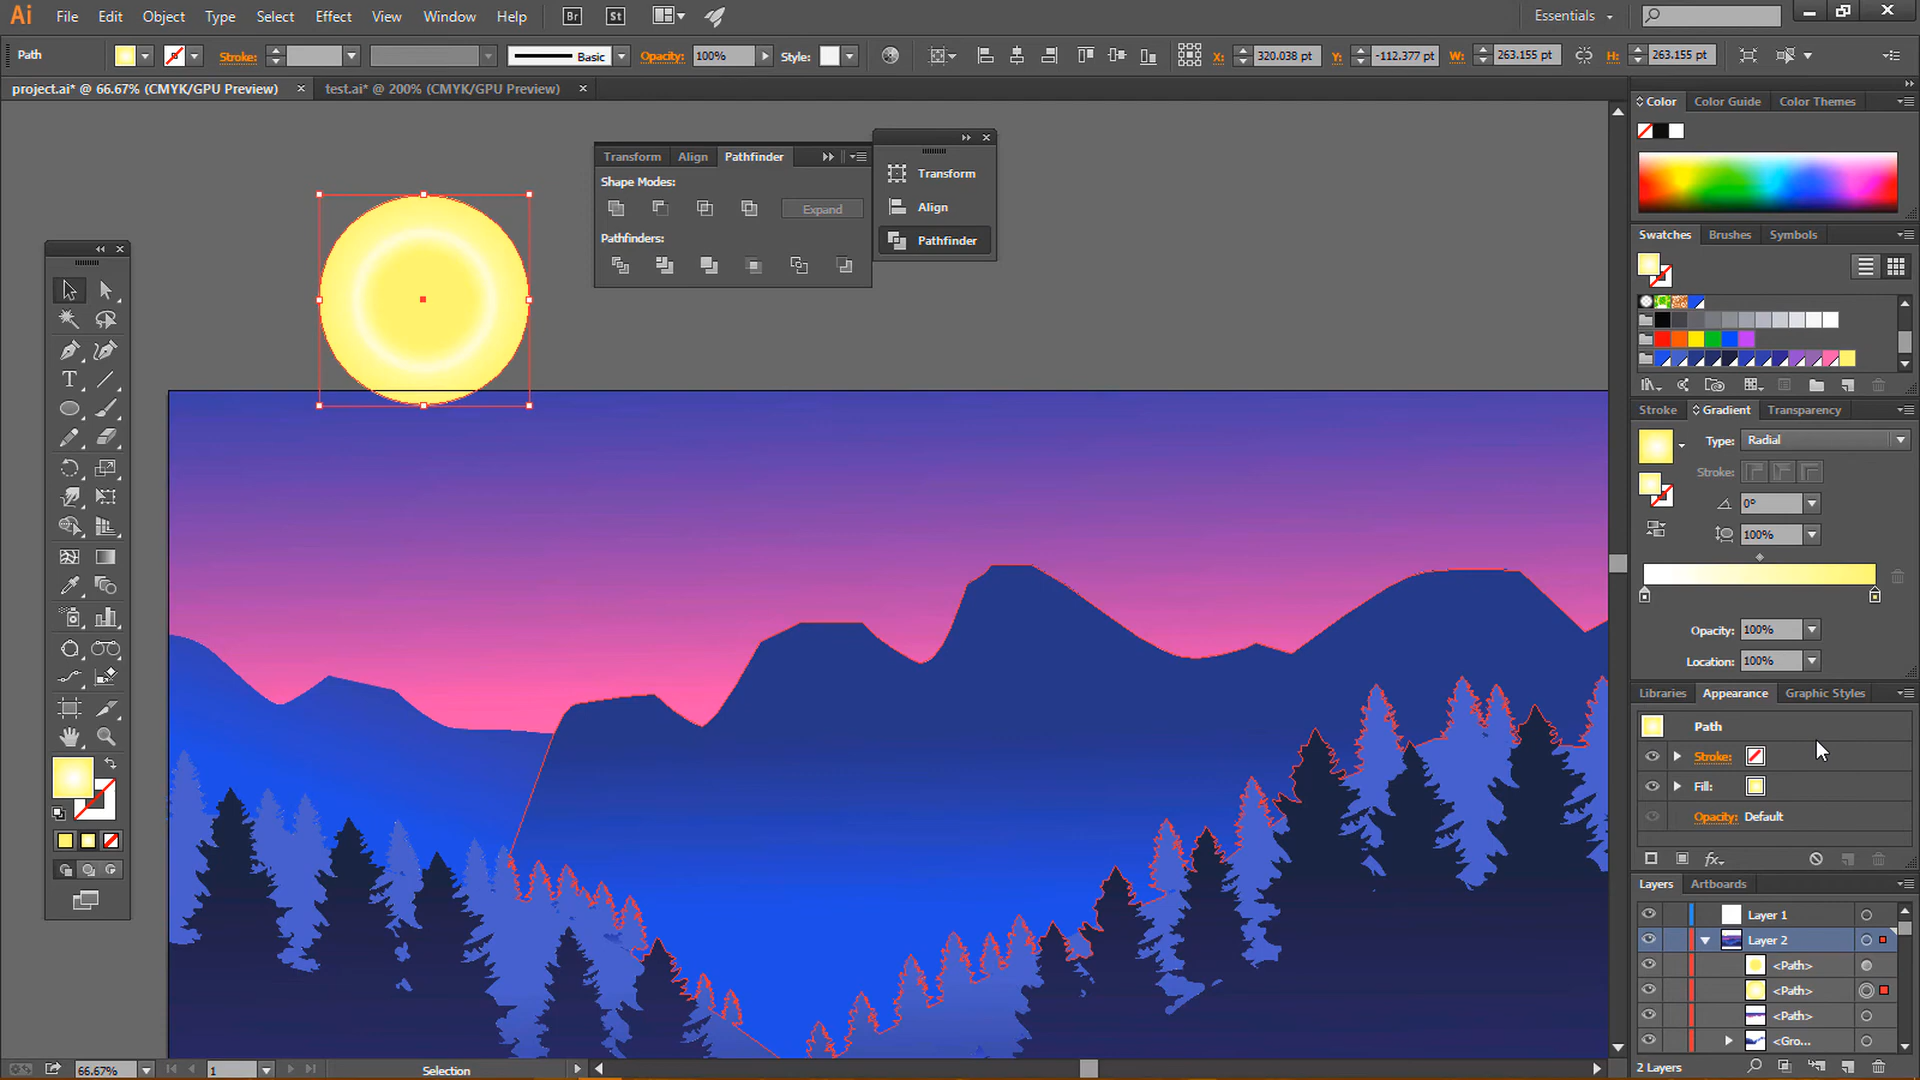 Ai File Edit Object Type Select Effect View Window Help Br St Essentials
Path Stroke: Basic Opacity: 100% Style: X: 320.038 pt Y: -112.377 pt W: 263.155 pt H: 263.155 pt
project.ai* @ 66.67% (CMYK/GPU Preview) × test.ai* @ 200% (CMYK/GPU Preview) ×
Color Color Guide Color Themes
Transform Align Pathfinder
Shape Modes:
Expand
Pathfinders:
Transform
Align
Pathfinder
Swatches Brushes Symbols
Stroke Gradient Transparency
Type: Radial
Stroke:
0°
100%
Opacity: 100%
Location: 100%
Libraries Appearance Graphic Styles
Path
Stroke:
Fill:
Opacity: Default
fx
Layers Artboards
Layer 1
Layer 2
<Path>
<Path>
<Path>
<Gro...
2 Layers
66.67% 1 Selection